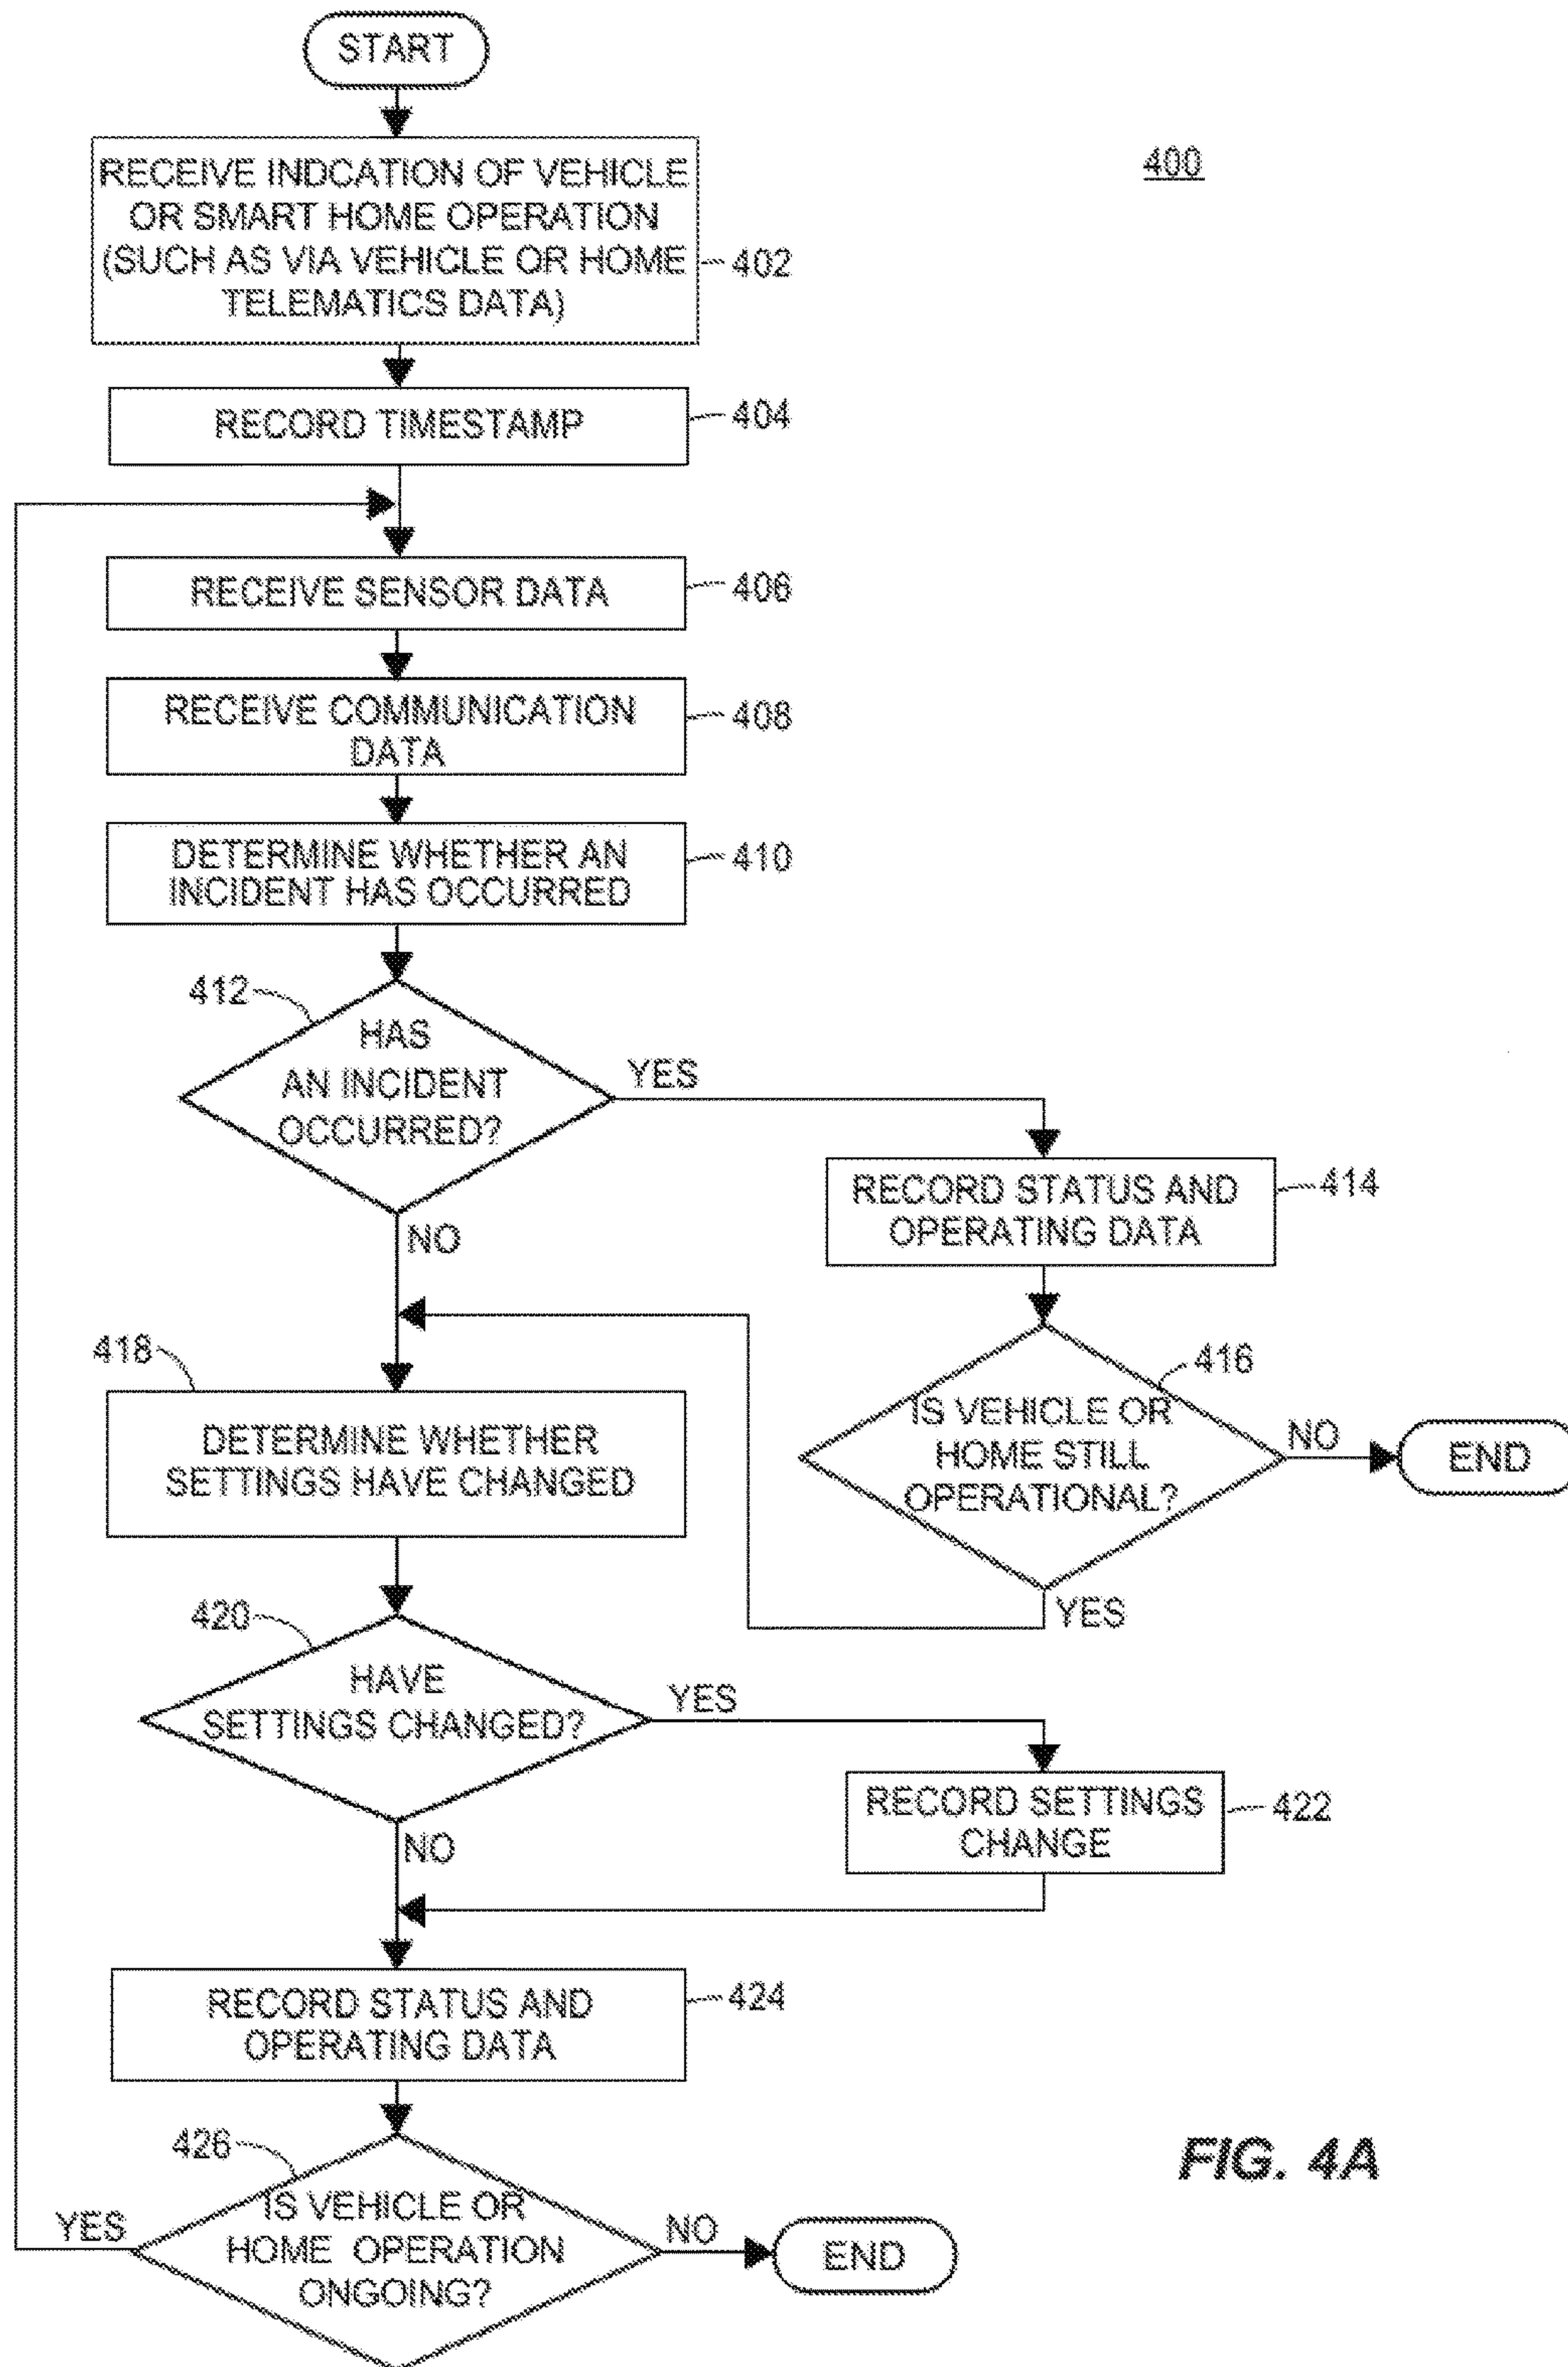 START
400
RECEIVE INDCATION OF VEHICLE
OR SMART HOME OPERATION
(SUCH AS VIA VEHICLE OR HOME
TELEMATICS DATA)
402
RECORD TIMESTAMP
404
RECEIVE SENSOR DATA
406
RECEIVE COMMUNICATION
DATA
408
DETERMINE WHETHER AN
INCIDENT HAS OCCURRED
410
412
HAS
AN INCIDENT
OCCURRED?
YES
NO
RECORD STATUS AND
OPERATING DATA
414
416
IS VEHICLE OR
HOME STILL
OPERATIONAL?
NO
END
YES
418
DETERMINE WHETHER
SETTINGS HAVE CHANGED
420
HAVE
SETTINGS CHANGED?
YES
NO
RECORD SETTINGS
CHANGE
422
RECORD STATUS AND
OPERATING DATA
424
426
IS VEHICLE OR
HOME OPERATION
ONGOING?
YES
NO
END
FIG. 4A